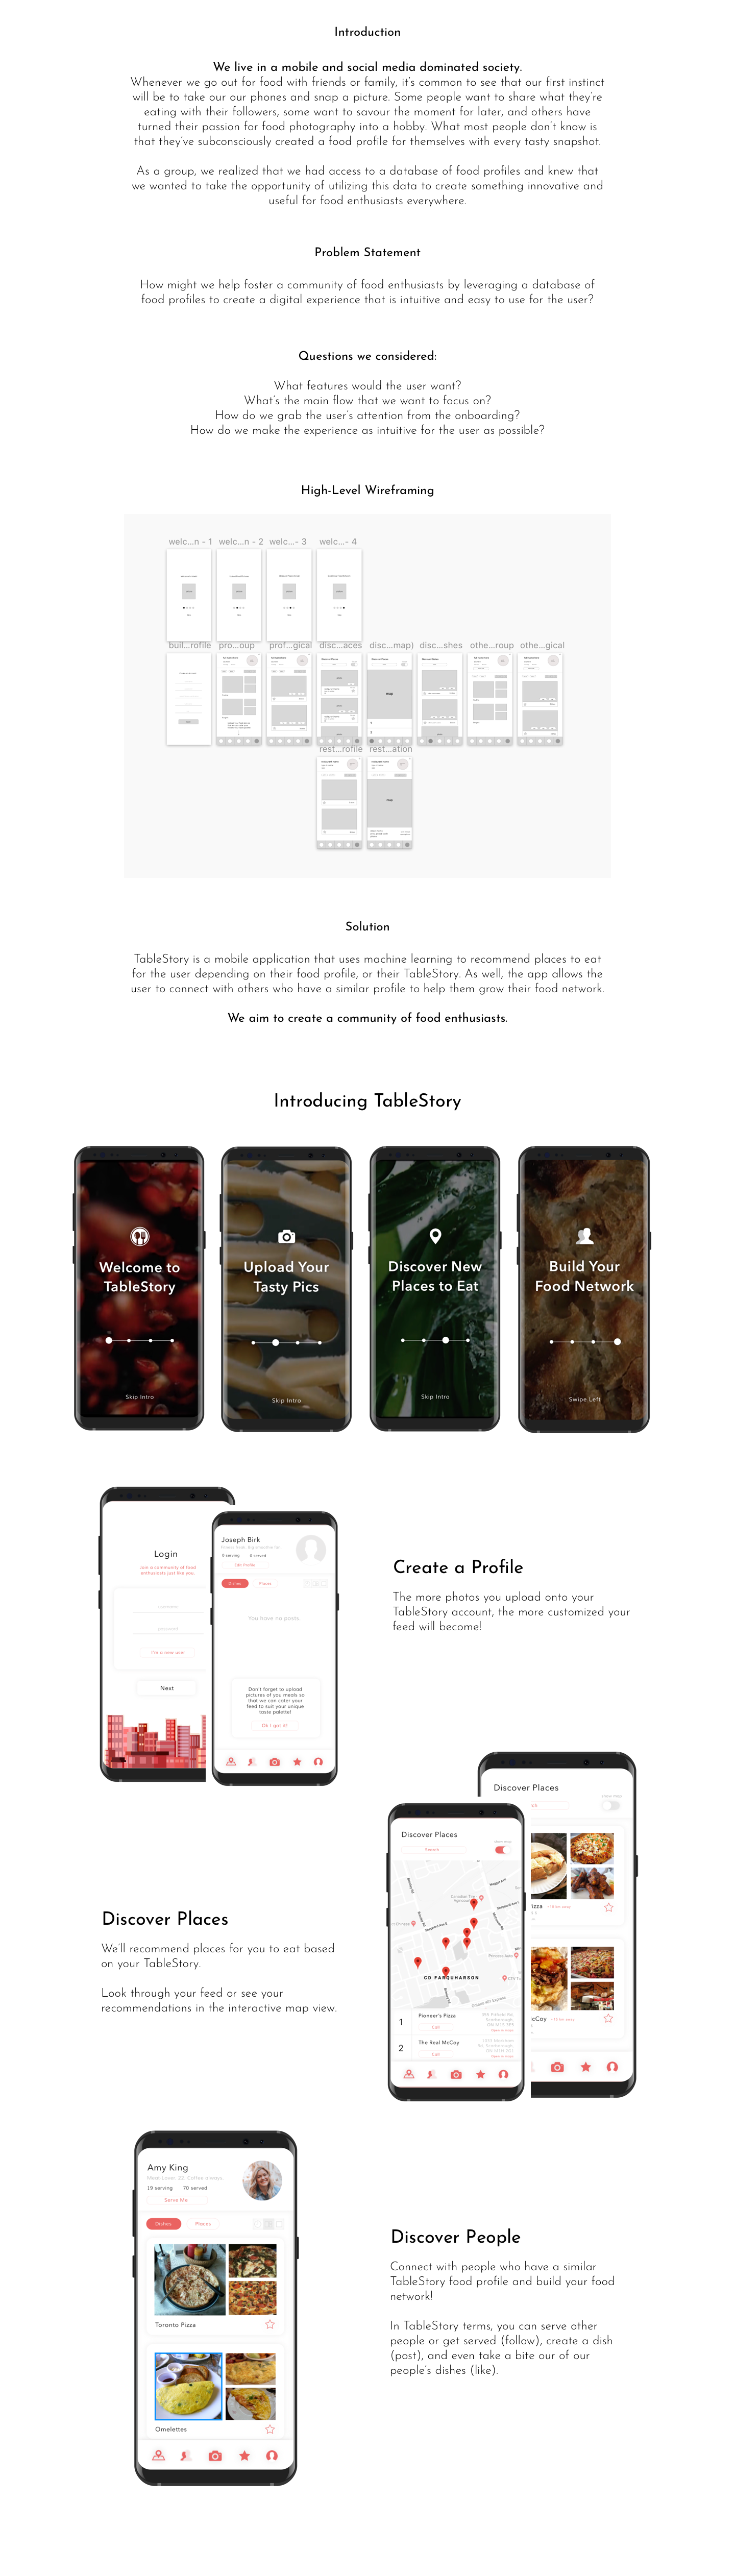 Introduction
We live in a mobile and social media dominated society.
Whenever we go out for food with friends or family, it's common to see that our first instinct
will be to take our our phones and snap a picture. Some people want to share what they're
eating with their followers, some want to savour the moment for later, and others have
turned their passion for food photography into a hobby. What most people don't know is
that they've subconsciously created a food profile for themselves with every tasty snapshot.
As a group, we realized that we had access to a database of food profiles and knew that
we wanted to take the opportunity of utilizing this data to create something innovative and
useful for food enthusiasts everywhere.
Problem Statement
How might we help foster a community of food enthusiasts by leveraging a database of
food profiles to create a digital experience that is intuitive and easy to use for the user?
Questions we considered:
What features would the user want?
What's the main flow that we want to focus on?
How do we grab the user's attention from the onboarding?
How do we make the experience as intuitive for the user as possible?
High-Level Wireframing
welc...n - 1 welc...n - 2 welc...- 3 welc...- 4
buil...rofile pro...oup prof...gical disc...aces disc...map) disc...shes othe...roup othe...gical
map
rest...rofile rest...ation
map
Solution
TableStory is a mobile application that uses machine learning to recommend places to eat
for the user depending on their food profile, or their TableStory. As well, the app allows the
user to connect with others who have a similar profile to help them grow their food network.
We aim to create a community of food enthusiasts.
Introducing TableStory
Welcome to
TableStory
Skip Intro
Upload Your
Tasty Pics
Skip Intro
Discover New
Places to Eat
Skip Intro
Build Your
Food Network
Swipe Left
Login
Join a community of food
enthusiasts just like you.
username
password
I'm a new user
Next
Joseph Birk
0 serving 0 served
Edit Profile
Dishes Places
You have no posts
Don't forget to upload
pictures of you meals so
that we can cater your
feed to suit your unique
taste palette!
Ok I got it!
Create a Profile
The more photos you upload onto your
TableStory account, the more customized your
feed will become!
Discover Places
show map
Discover Places
show map
Search
CD FARQUHARSON
1 Pioneer's Pizza
Call
2 The Real McCoy
Call
Discover Places
We'll recommend places for you to eat based
on your TableStory.
Look through your feed or see your
recommendations in the interactive map view.
Amy King
Meat Lover. 22. Coffee always.
19 serving 70 served
Serve Me
Dishes Places
Toronto Pizza
Omelettes
Discover People
Connect with people who have a similar
TableStory food profile and build your food
network!
In TableStory terms, you can serve other
people or get served (follow), create a dish
(post), and even take a bite our of our
people's dishes (like).